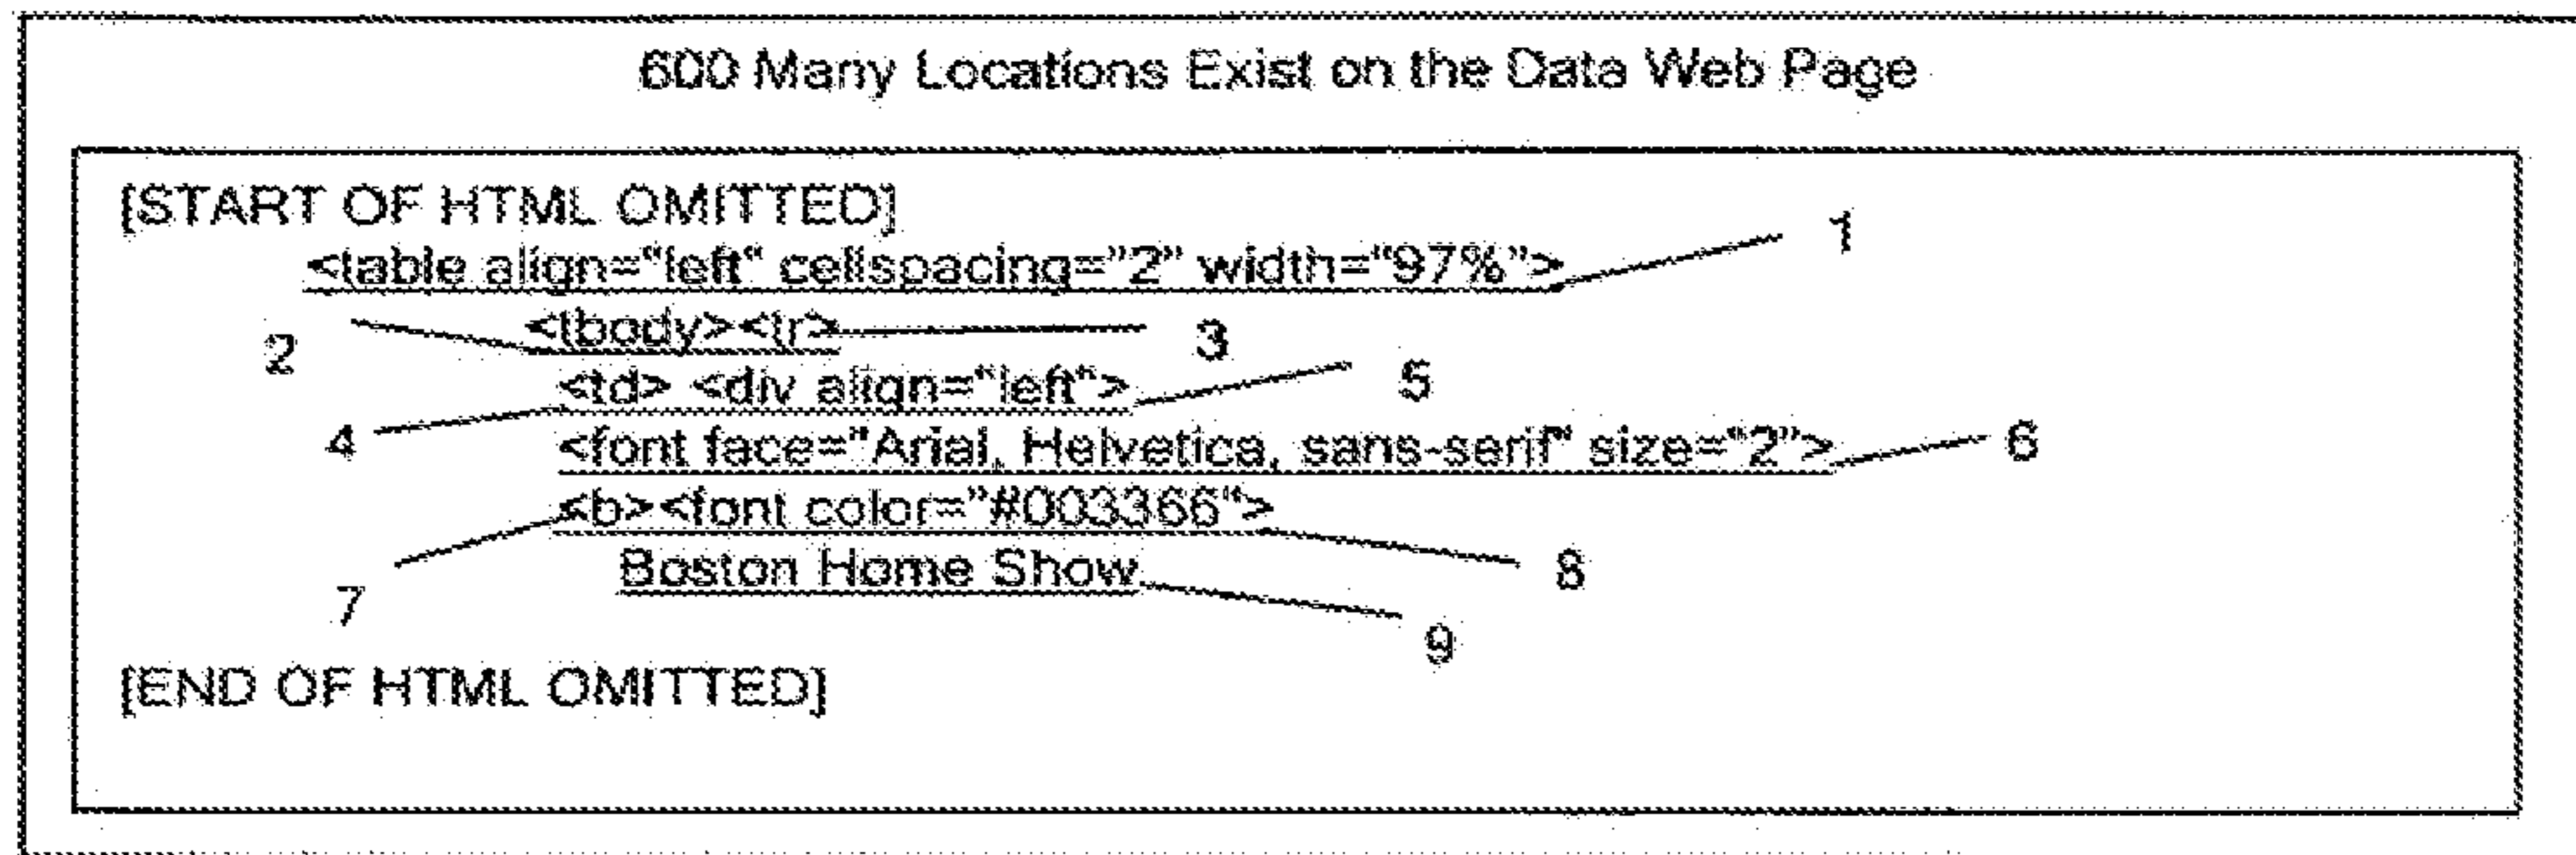 600 Many Locations Exist on the Data Web Page
[START OF HTML OMITTED]
<table align="left" cellspacing="2" width="97%"> 1
2 <tbody><tr> 3
<td> <div align="left"> 5
4 <font face="Arial, Helvetica, sans-serif" size="2"> 6
<b><font color="#003366">
7 Boston Home Show 8
9
[END OF HTML OMITTED]